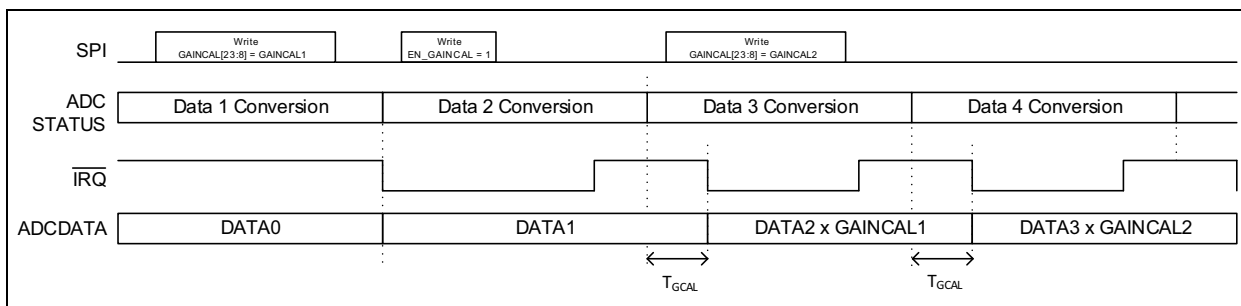 SPI
Write
GAINCAL[23:8] = GAINCAL1
Write
EN_GAINCAL = 1
Write
GAINCAL[23:8] = GAINCAL2
ADC
STATUS
Data 1 Conversion
Data 2 Conversion
Data 3 Conversion
Data 4 Conversion
IRQ
ADCDATA
DATA0
DATA1
DATA2 x GAINCAL1
DATA3 x GAINCAL2
TGCAL
TGCAL